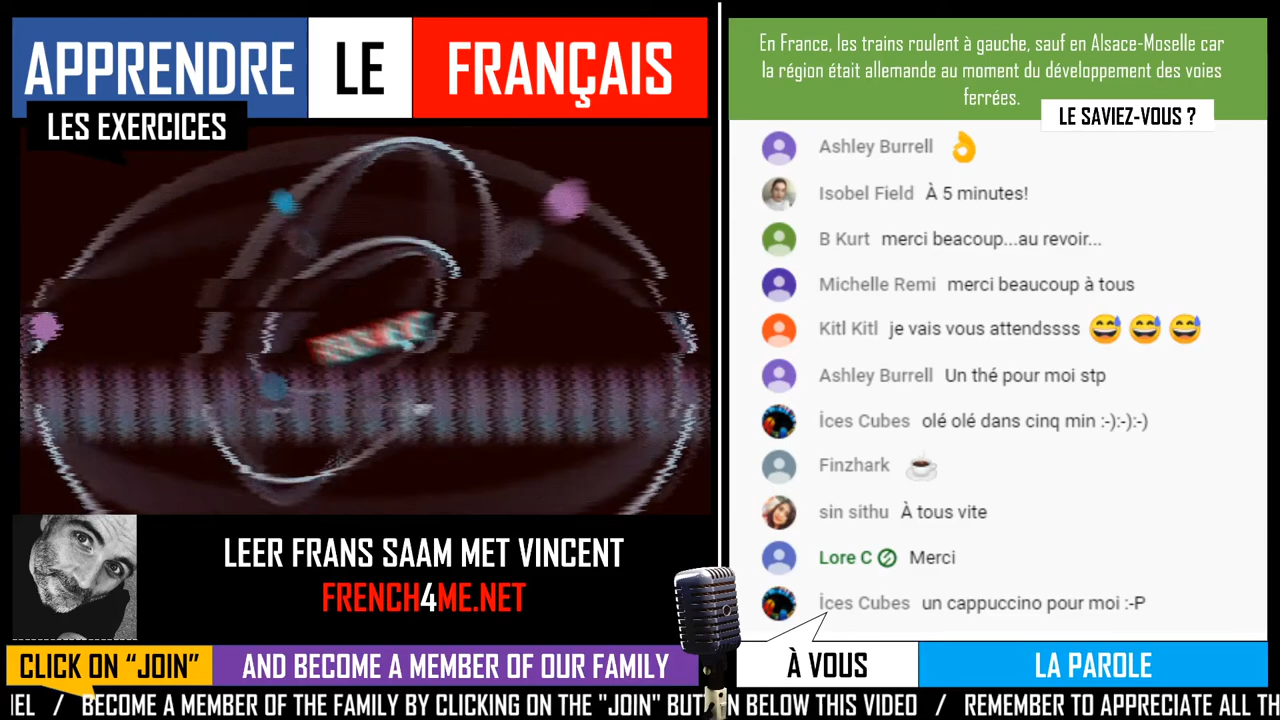 APPRENDRE LE FRANÇAIS
LES EXERCICES
LEER FRANS SAAM MET VINCENT
FRENCH4ME.NET
CLICK ON “JOIN”
AND BECOME A MEMBER OF OUR FAMILY
En France, les trains roulent à gauche, sauf en Alsace-Moselle car
la région était allemande au moment du développement des voies
ferrées.
LE SAVIEZ-VOUS ?
Ashley Burrell 👌
Isobel Field À 5 minutes!
B Kurt merci beacoup...au revoir...
Michelle Remi merci beaucoup à tous
Kitl Kitl je vais vous attendssss 😅 😅 😅
Ashley Burrell Un thé pour moi stp
İces Cubes olé olé dans cinq min :-):-):-)
Finzhark ☕
sin sithu À tous vite
Lore C Merci
İces Cubes un cappuccino pour moi :-P
À VOUS
LA PAROLE
/ BECOME A MEMBER OF THE FAMILY BY CLICKING ON THE "JOIN" BELOW THIS VIDEO / REMEMBER TO APPRECIATE ALL